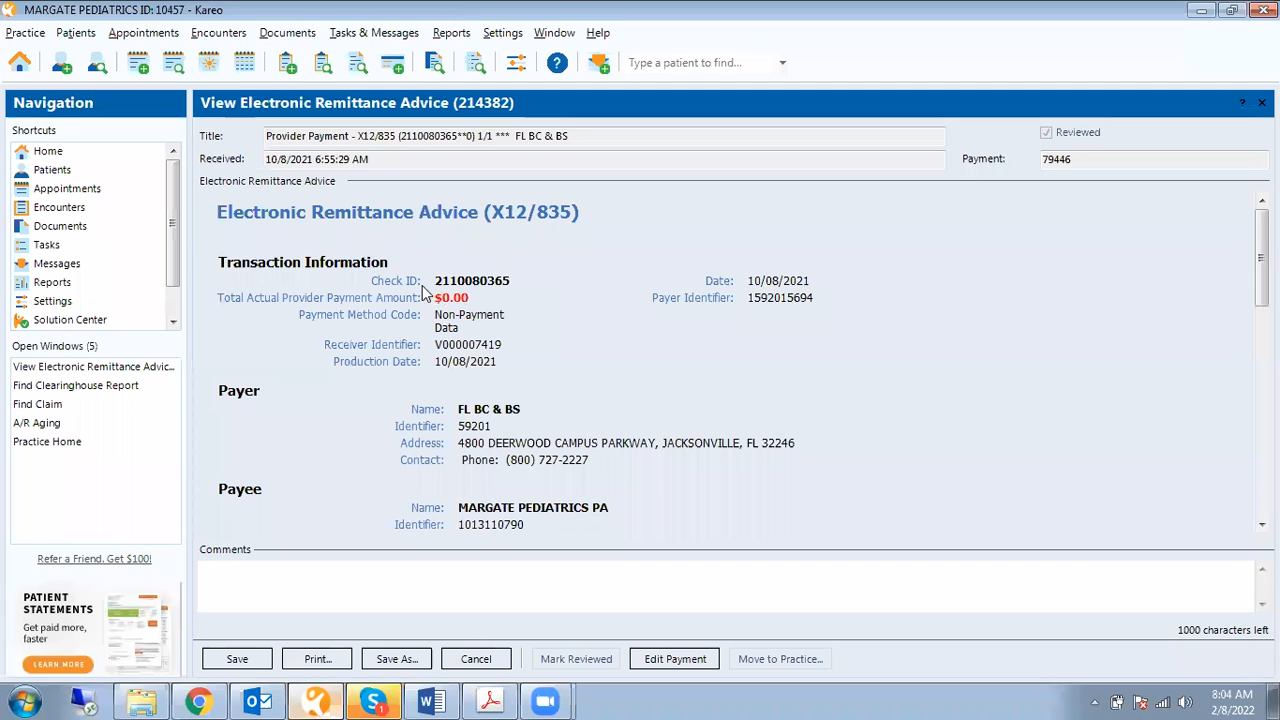 MARGATE PEDIATRICS ID: 10457 - Kareo
Practice Patients Appointments Encounters Documents Tasks & Messages Reports Settings Window Help
Type a patient to find...
Navigation
Shortcuts
Home
Patients
Appointments
Encounters
Documents
Tasks
Messages
Reports
Settings
Solution Center
Open Windows (5)
View Electronic Remittance Advic...
Find Clearinghouse Report
Find Claim
A/R Aging
Practice Home
Refer a Friend. Get $100!
PATIENT
STATEMENTS
Get paid more,
faster
LEARN MORE
View Electronic Remittance Advice (214382)
Title: Provider Payment - X12/835 (2110080365**0) 1/1 *** FL BC & BS Reviewed
Received: 10/8/2021 6:55:29 AM Payment: 79446
Electronic Remittance Advice
Electronic Remittance Advice (X12/835)
Transaction Information
Check ID: 2110080365 Date: 10/08/2021
Total Actual Provider Payment Amount: $0.00 Payer Identifier: 1592015694
Payment Method Code: Non-Payment
Data
Receiver Identifier: V000007419
Production Date: 10/08/2021
Payer
Name: FL BC & BS
Identifier: 59201
Address: 4800 DEERWOOD CAMPUS PARKWAY, JACKSONVILLE, FL 32246
Contact: Phone: (800) 727-2227
Payee
Name: MARGATE PEDIATRICS PA
Identifier: 1013110790
Comments
1000 characters left
Save Print... Save As... Cancel Mark Reviewed Edit Payment Move to Practice...
8:04 AM
2/8/2022